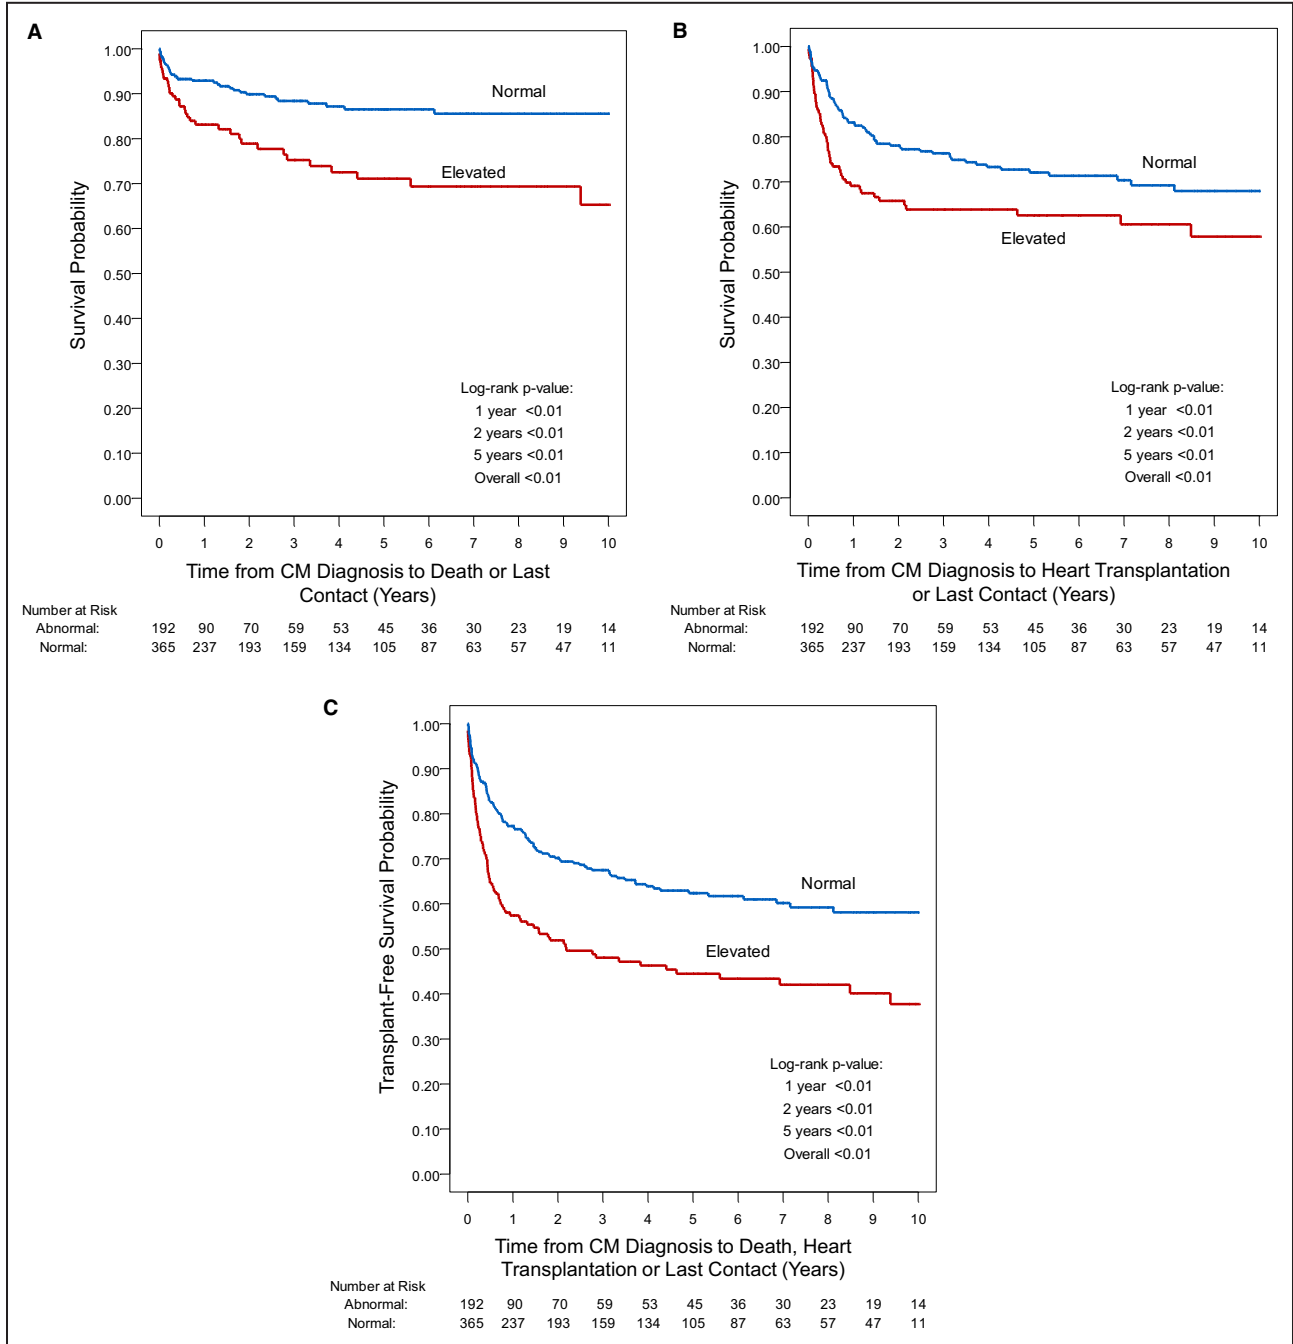 A
1.00
0.90
0.80
0.70
0.60
0.50
0.40
0.30
0.20
0.10
0.00
Survival Probability
Normal
Elevated
Log-rank p-value:
1 year <0.01
2 years <0.01
5 years <0.01
Overall <0.01
0 1 2 3 4 5 6 7 8 9 10
Time from CM Diagnosis to Death or Last
Contact (Years)
Number at Risk
Abnormal: 192 90 70 59 53 45 36 30 23 19 14
Normal: 365 237 193 159 134 105 87 63 57 47 11
B
1.00
0.90
0.80
0.70
0.60
0.50
0.40
0.30
0.20
0.10
0.00
Survival Probability
Normal
Elevated
Log-rank p-value:
1 year <0.01
2 years <0.01
5 years <0.01
Overall <0.01
0 1 2 3 4 5 6 7 8 9 10
Time from CM Diagnosis to Heart Transplantation
or Last Contact (Years)
Number at Risk
Abnormal: 192 90 70 59 53 45 36 30 23 19 14
Normal: 365 237 193 159 134 105 87 63 57 47 11
C
1.00
0.90
0.80
0.70
0.60
0.50
0.40
0.30
0.20
0.10
0.00
Transplant-Free Survival Probability
Normal
Elevated
Log-rank p-value:
1 year <0.01
2 years <0.01
5 years <0.01
Overall <0.01
0 1 2 3 4 5 6 7 8 9 10
Time from CM Diagnosis to Death, Heart
Transplantation or Last Contact (Years)
Number at Risk
Abnormal: 192 90 70 59 53 45 36 30 23 19 14
Normal: 365 237 193 159 134 105 87 63 57 47 11